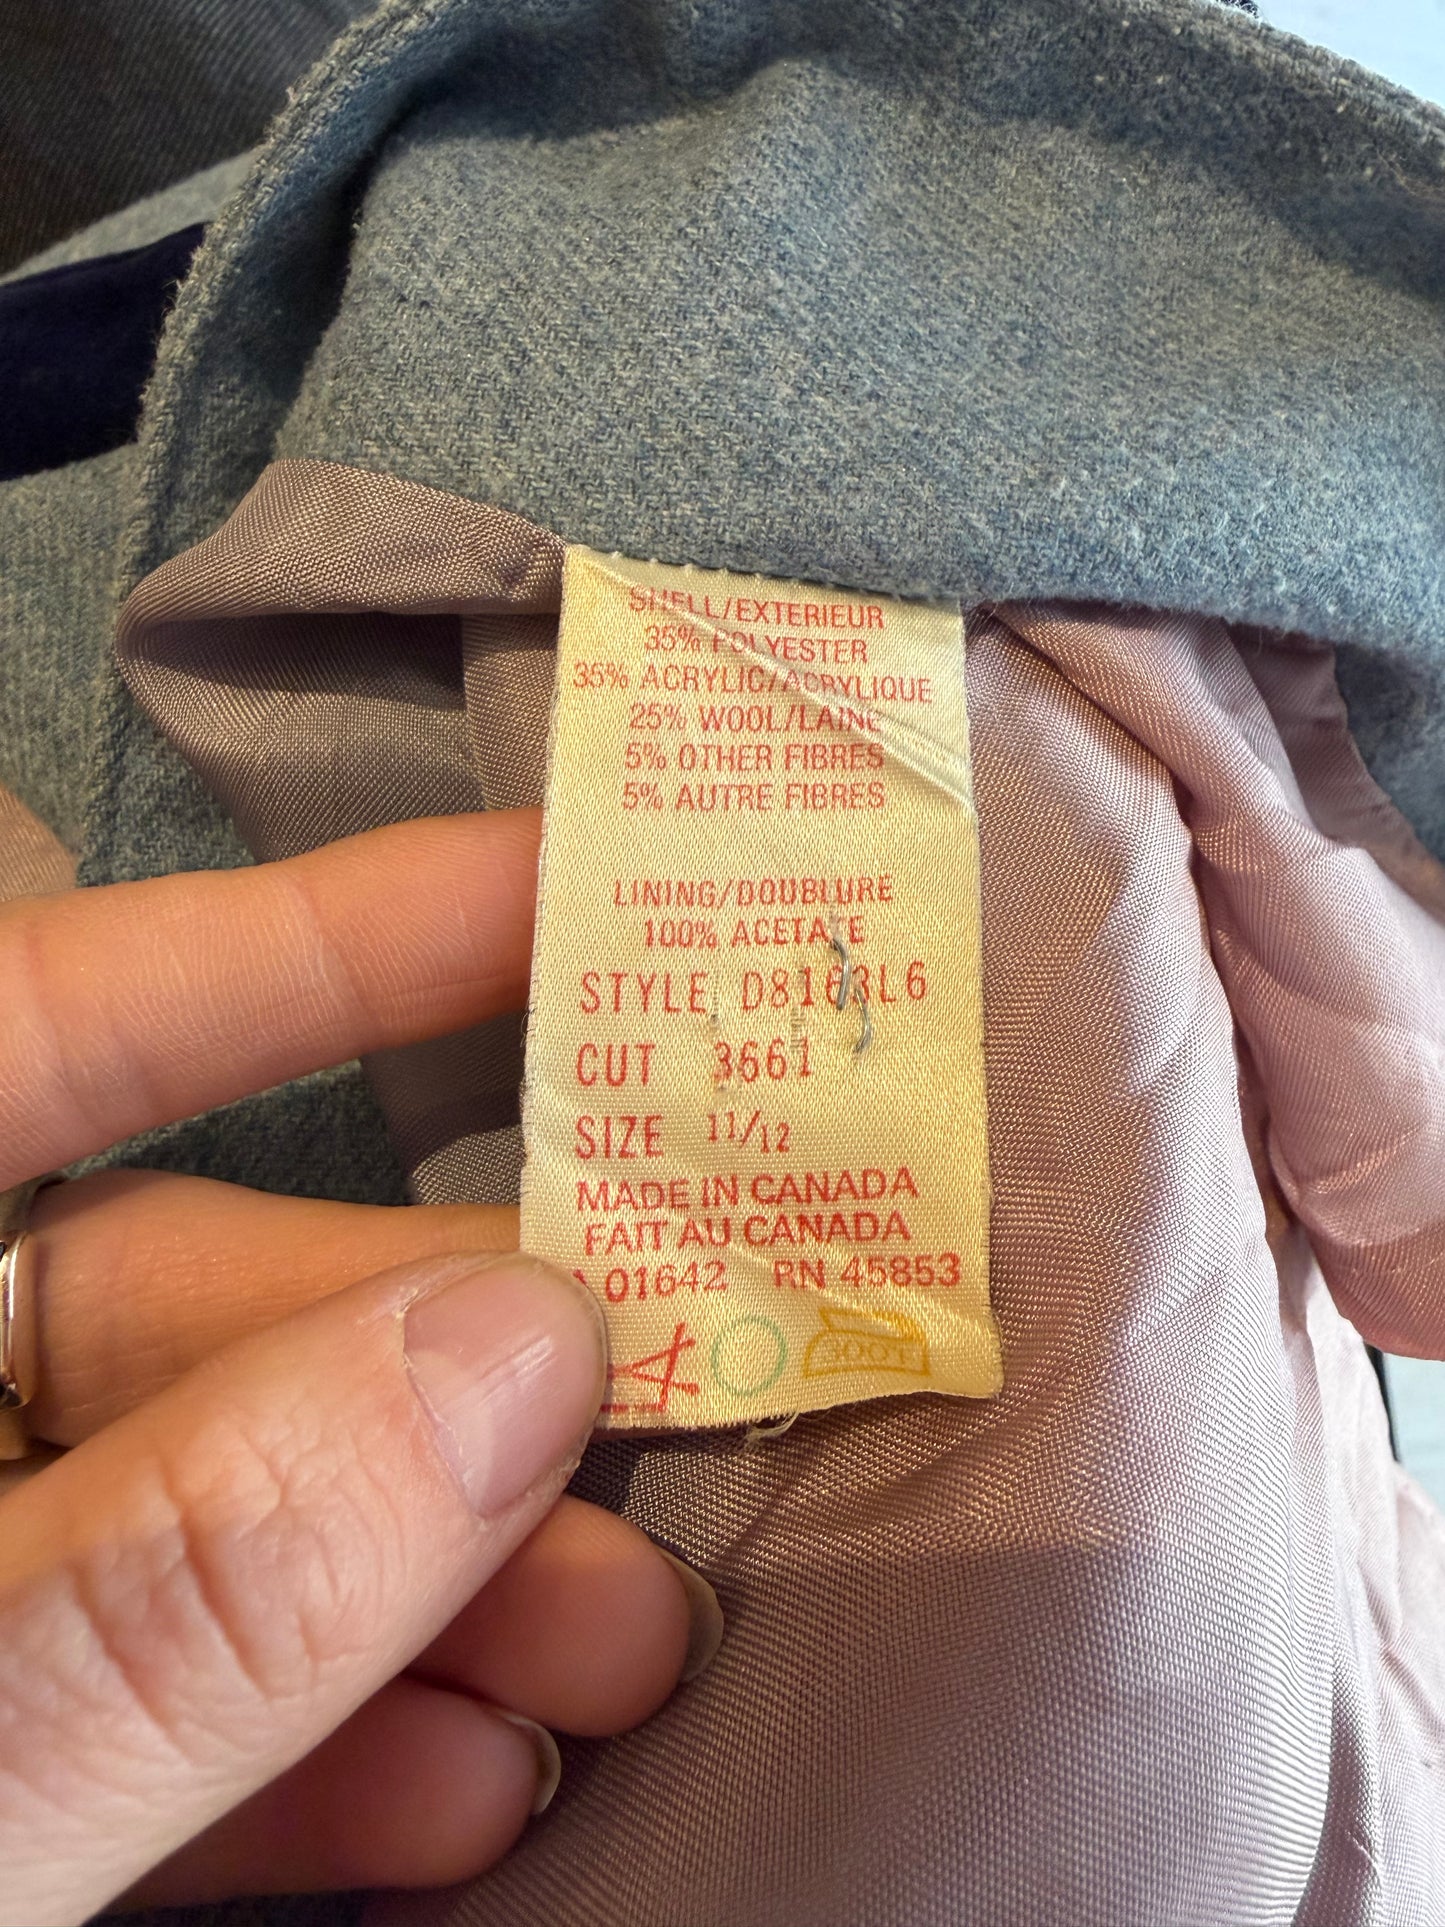 SHELL/EXTERIEUR
35% POLYESTER
35% ACRYLIC/ACRYLIQUE
25% WOOL/LAINE
5% OTHER FIBRES
5% AUTRE FIBRES
LINING/DOUBLURE
100% ACETATE
STYLE D8163L6
CUT 3661
SIZE 11/12
MADE IN CANADA
FAIT AU CANADA
01642 RN 45853
300°F